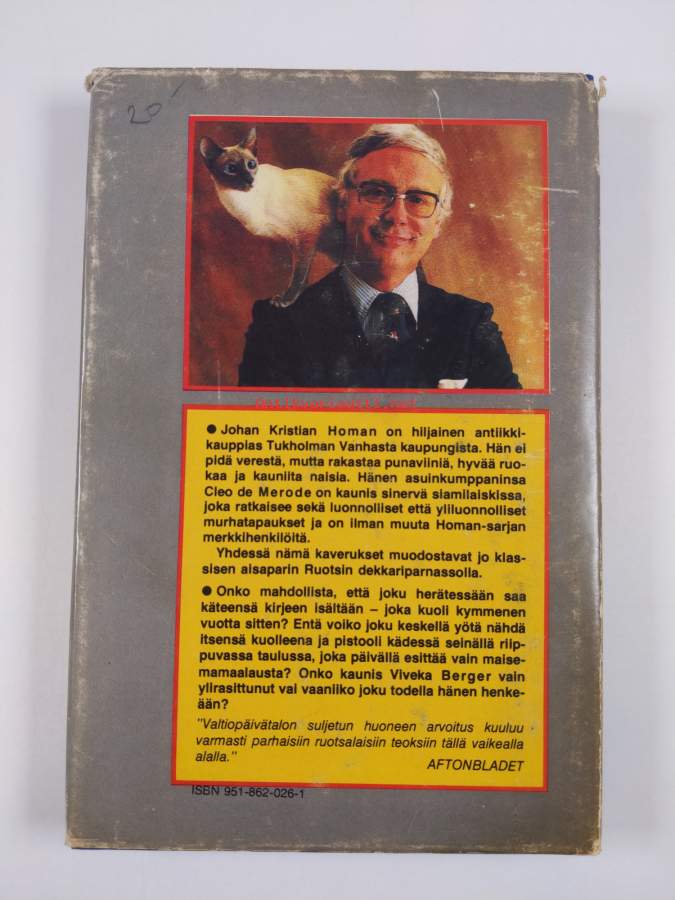 20
● Johan Kristian Homan on hiljainen antiikki-
kauppias Tukholman Vanhasta kaupungista. Hän ei
pidä verestä, mutta rakastaa punaviiniä, hyvää ruo-
kaa ja kauniita naisia. Hänen asuinkumppaninsa
Cleo de Merode on kaunis sinervä siamilaiskissa,
joka ratkaisee sekä luonnolliset että yliluonnolliset
murhatapaukset ja on ilman muuta Homan-sarjan
merkkihenkilöitä.
Yhdessä nämä kaverukset muodostavat jo klas-
sisen aisaparin Ruotsin dekkariparnassolla.
● Onko mahdollista, että joku herätessään saa
käteensä kirjeen isältään – joka kuoli kymmenen
vuotta sitten? Entä voiko joku keskellä yötä nähdä
itsensä kuolleena ja pistooli kädessä seinällä riip-
puvassa taulussa, joka päivällä esittää vain maise-
mamaalausta? Onko kaunis Viveka Berger vain
ylirasittunut vai vaaniiko joku todella hänen henke-
ään?
"Valtiopäivätalon suljetun huoneen arvoitus kuuluu
varmasti parhaisiin ruotsalaisiin teoksiin tällä vaikealla
alalla."
AFTONBLADET
ISBN 951-862-026-1